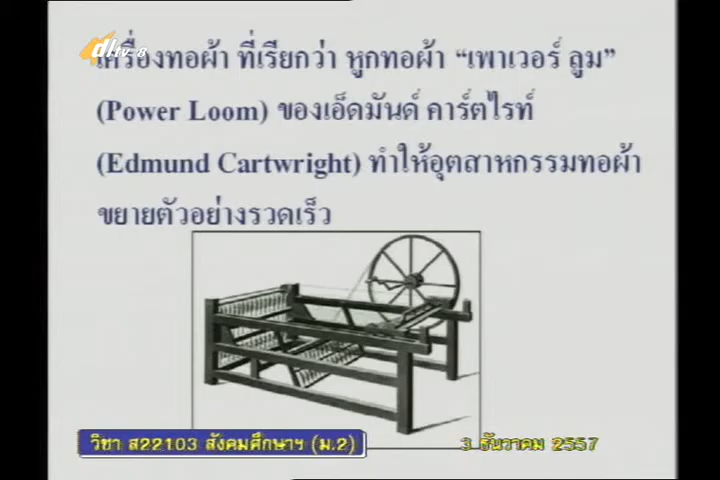 dltv 8
เครื่องทอผ้า ที่เรียกว่า หูกทอผ้า “เพาเวอร์ ลูม”
(Power Loom) ของเอ็ดมันด์ คาร์ตไรท์
(Edmund Cartwright) ทำให้อุตสาหกรรมทอผ้า
ขยายตัวอย่างรวดเร็ว
วิชา ส22103 สังคมศึกษาฯ (ม.2)
3 ธันวาคม 2557